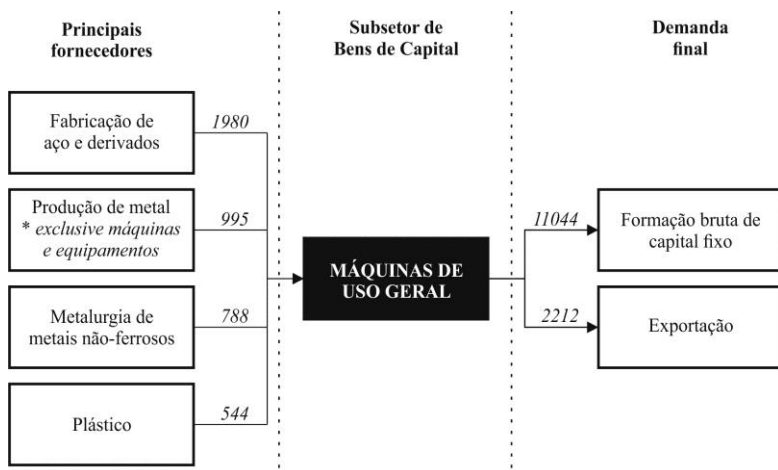 Principais
fornecedores
Subsetor de
Bens de Capital
Demanda
final
Fabricação de
aço e derivados
1980
Produção de metal
* exclusive máquinas
e equipamentos
995
Metalurgia de
metais não-ferrosos
788
Plástico
544
MÁQUINAS DE
USO GERAL
11044
Formação bruta de
capital fixo
2212
Exportação